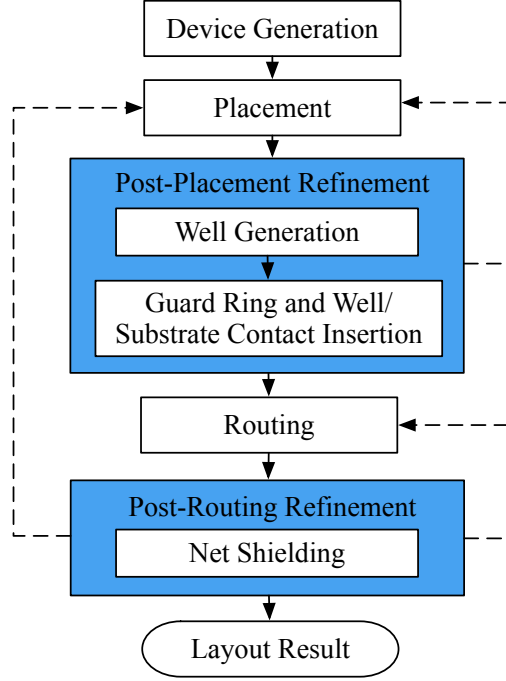 Device Generation
Placement
Post-Placement Refinement
Well Generation
Guard Ring and Well/
Substrate Contact Insertion
Routing
Post-Routing Refinement
Net Shielding
Layout Result